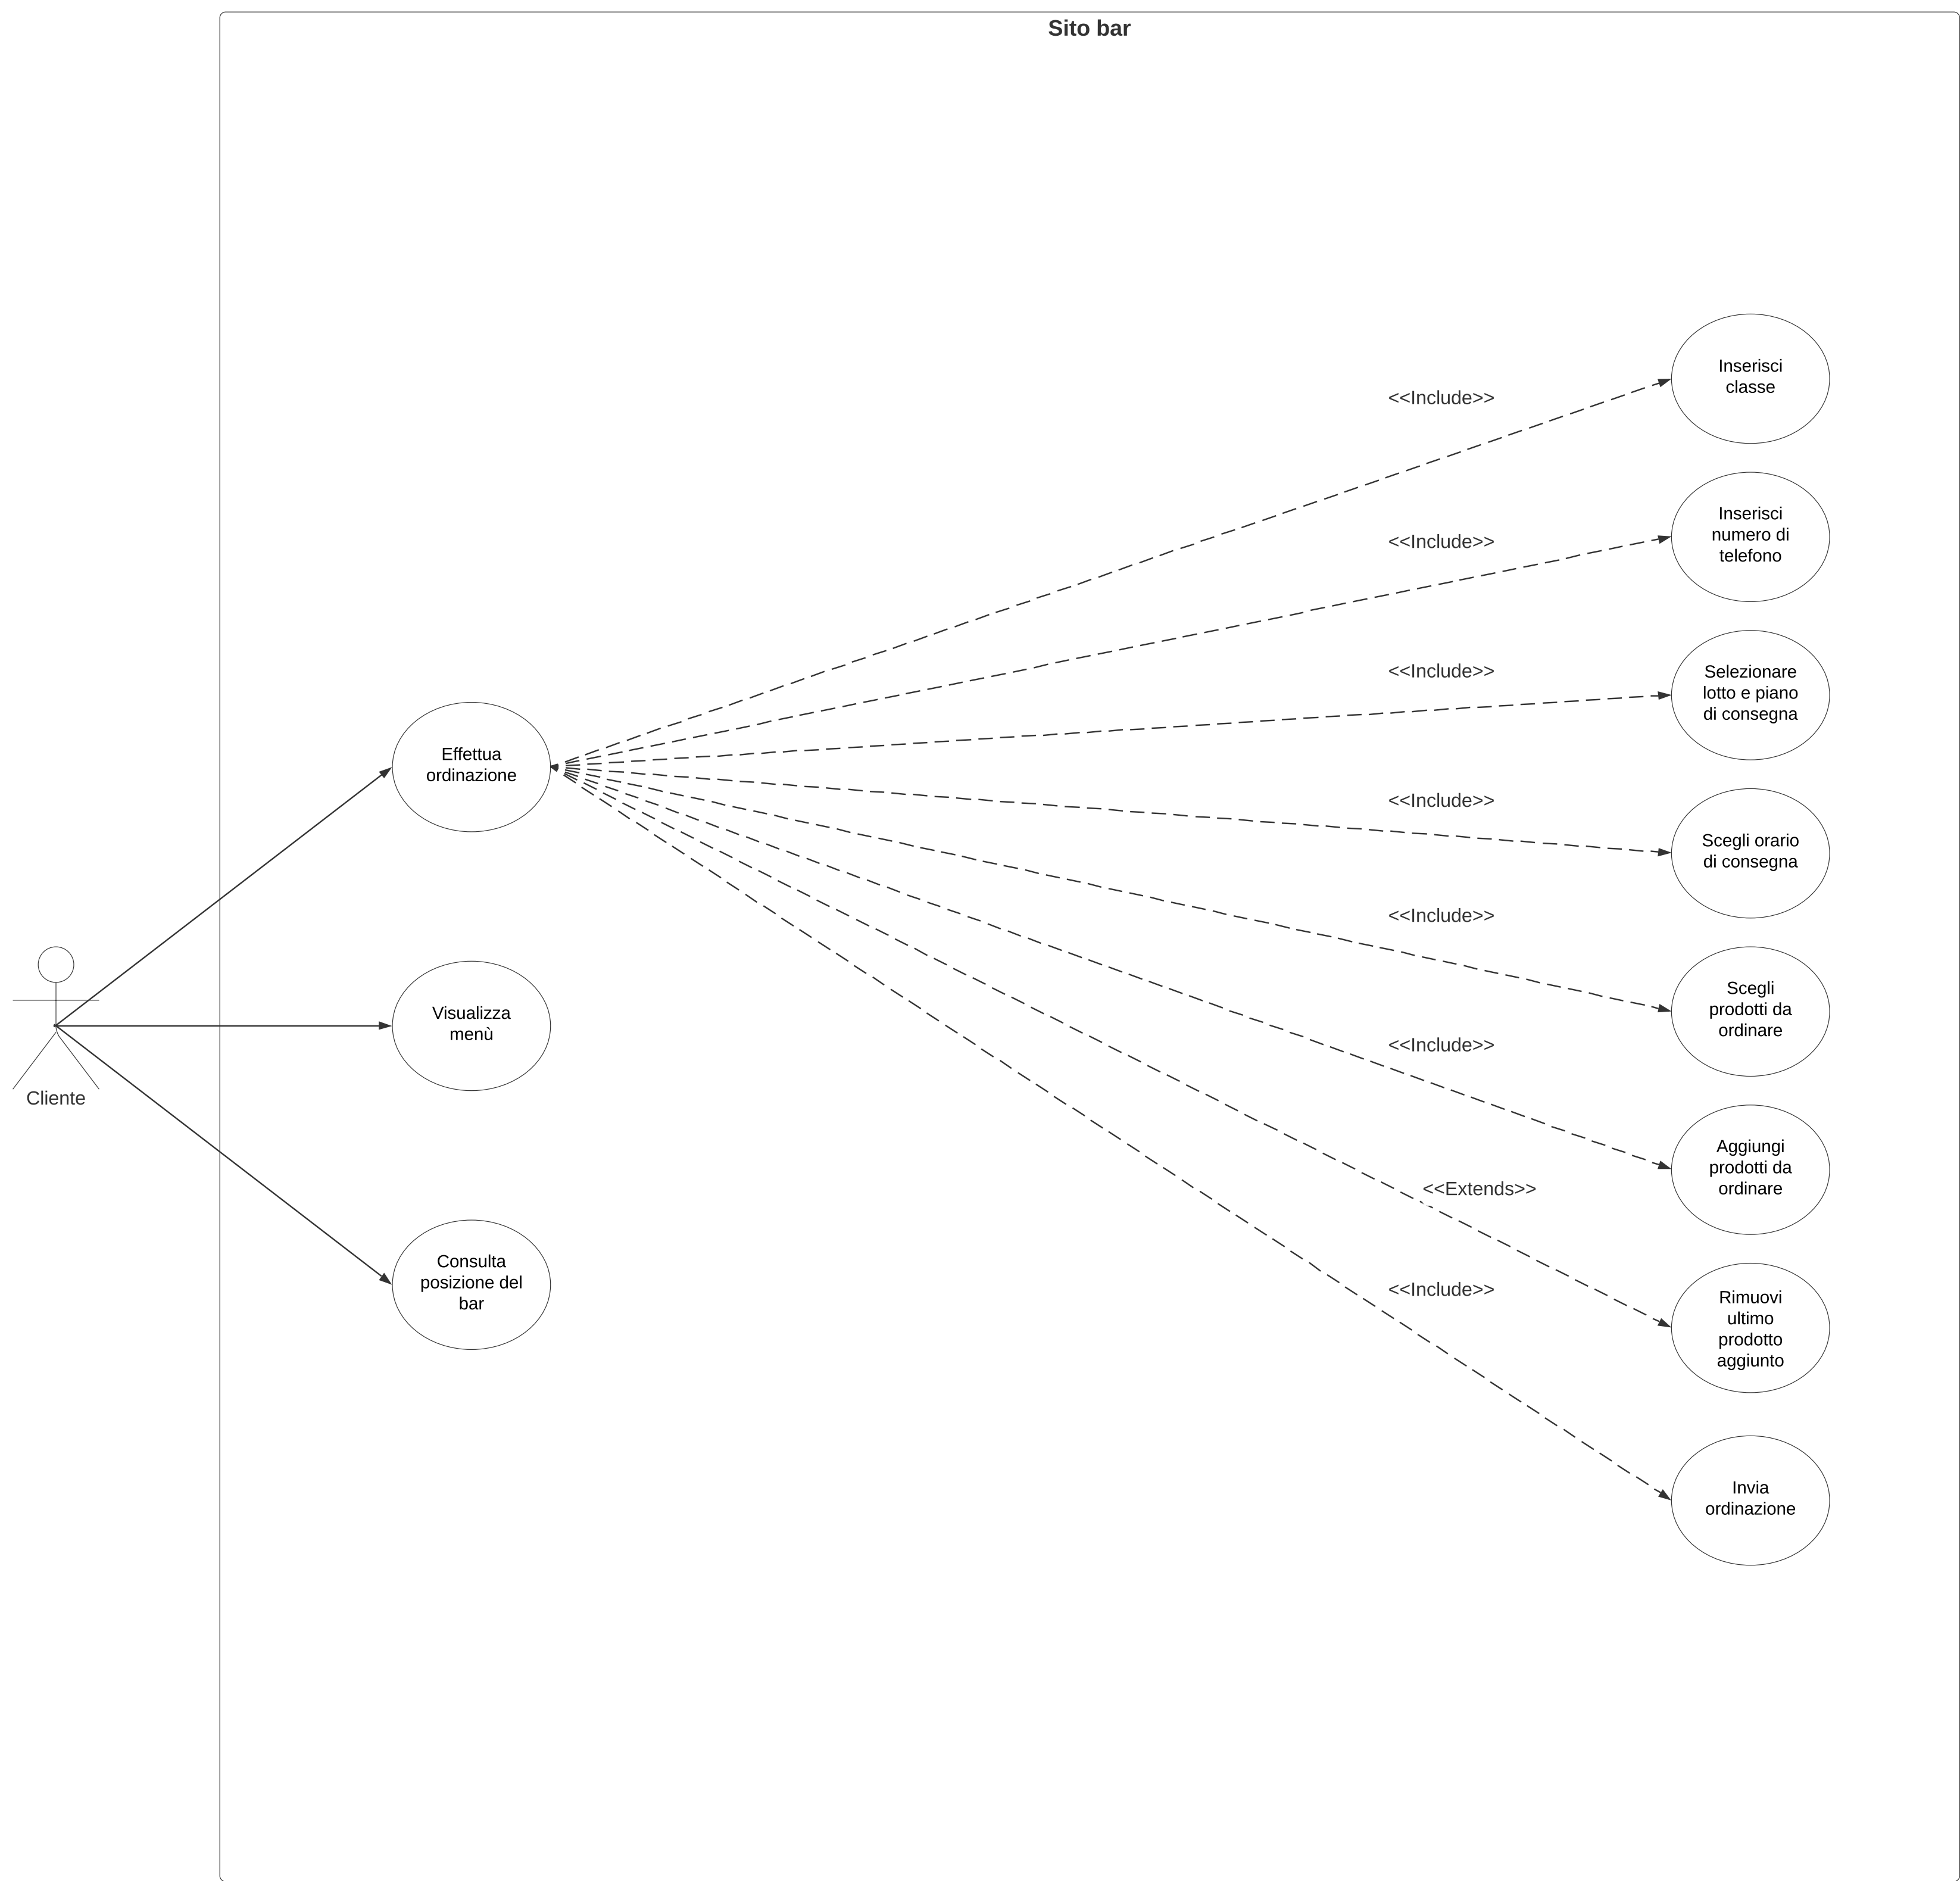 Sito bar
Inserisci
classe
<<Include>>
Inserisci
numero di
telefono
<<Include>>
Selezionare
lotto e piano
di consegna
<<Include>>
Effettua
ordinazione
Scegli orario
di consegna
<<Include>>
Scegli
prodotti da
ordinare
<<Include>>
Visualizza
menù
Cliente
Aggiungi
prodotti da
ordinare
<<Include>>
<<Extends>>
Consulta
posizione del
bar
Rimuovi
ultimo
prodotto
aggiunto
<<Include>>
Invia
ordinazione